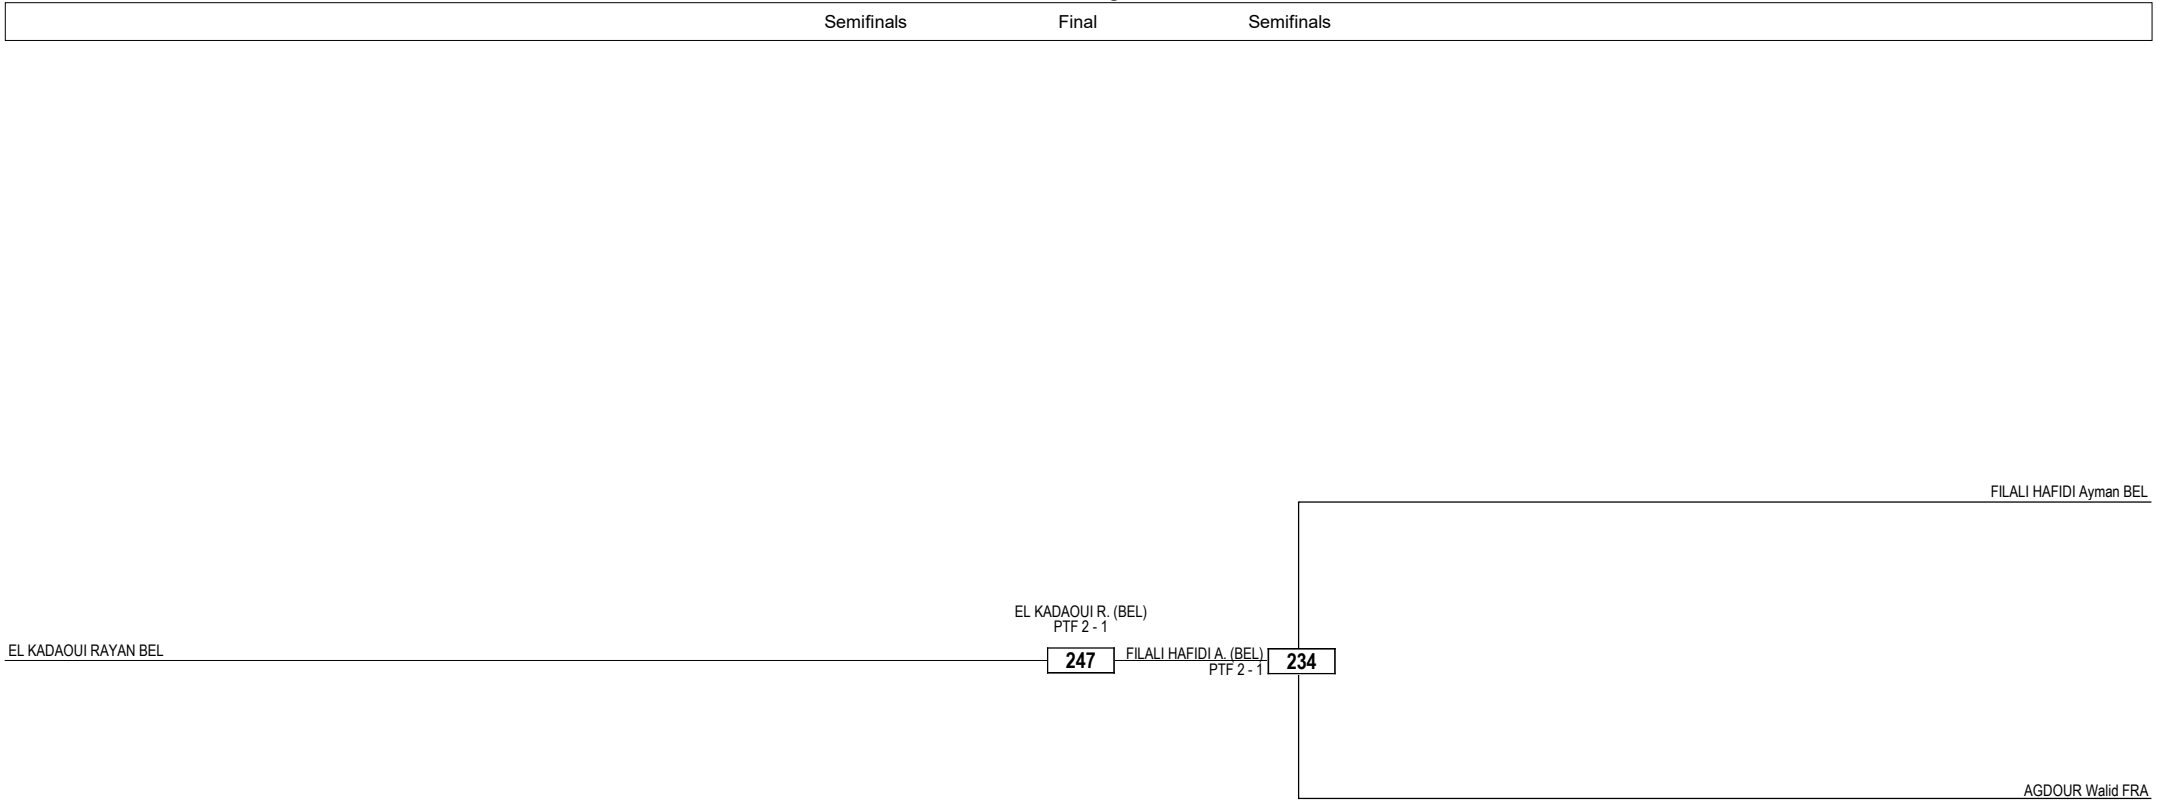 Semifinals Final Semifinals
FILALI HAFIDI Ayman BEL
EL KADAOUI R. (BEL)
PTF 2 - 1
EL KADAOUI RAYAN BEL
247
FILALI HAFIDI A. (BEL)
PTF 2 - 1
234
AGDOUR Walid FRA